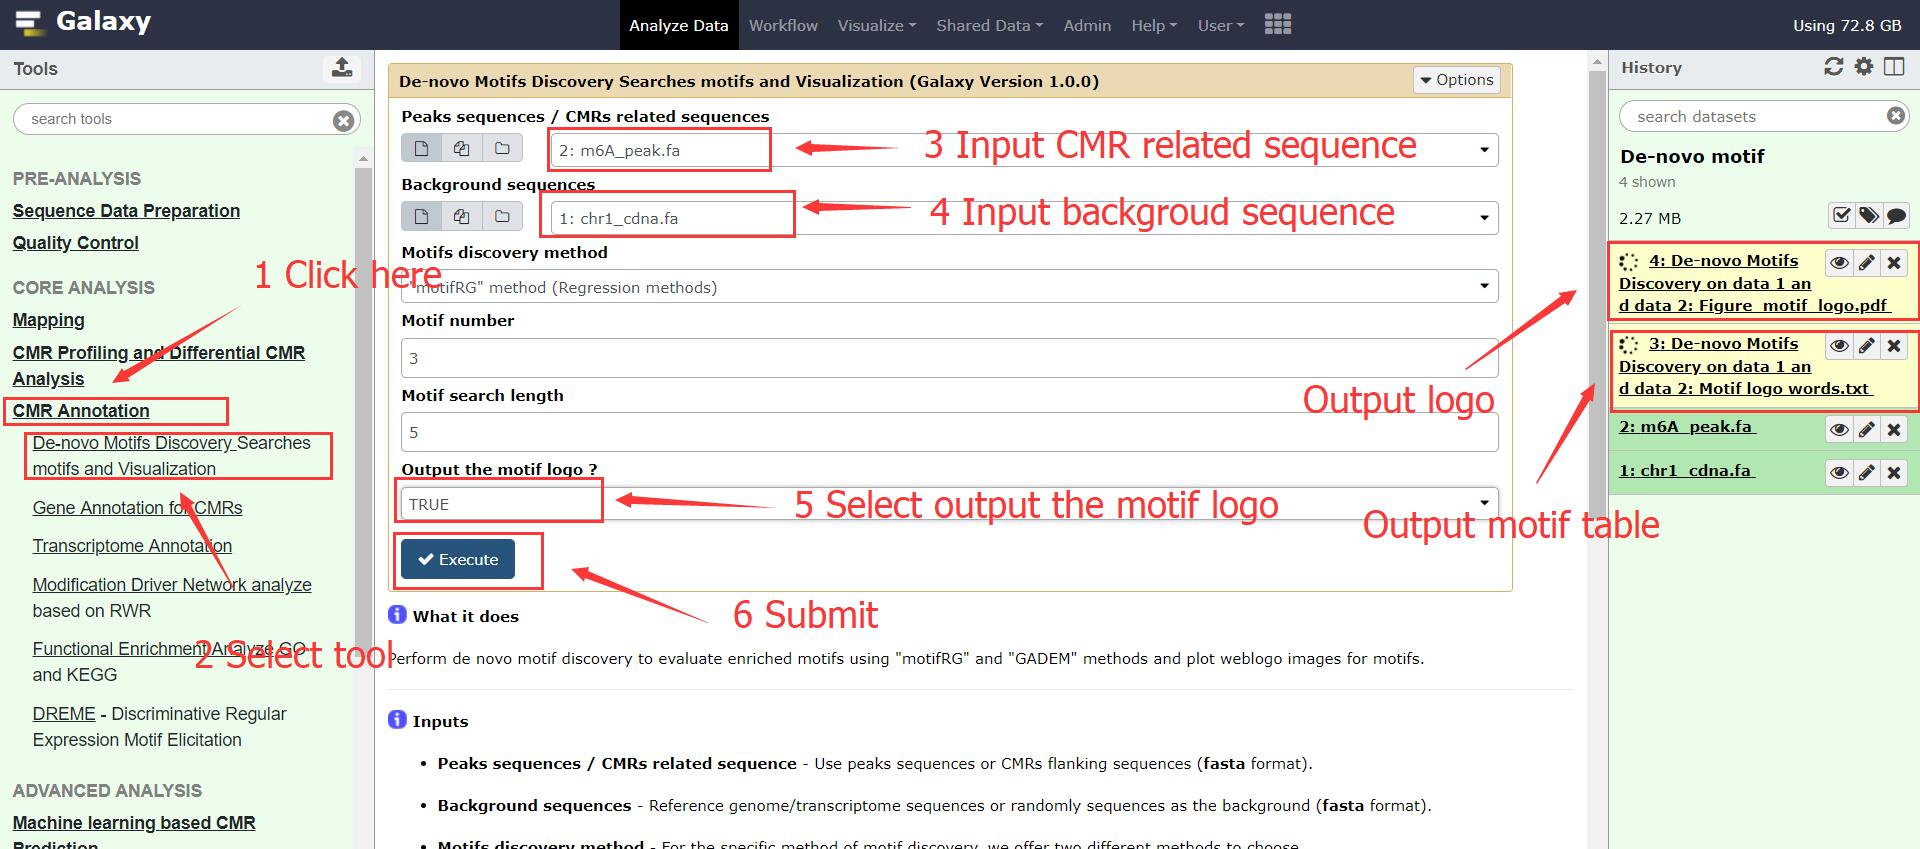 Galaxy
Analyze Data Workflow Visualize Shared Data Admin Help User
Using 72.8 GB
Tools
search tools
PRE-ANALYSIS
Sequence Data Preparation
Quality Control
CORE ANALYSIS
Mapping
CMR Profiling and Differential CMR
Analysis
CMR Annotation
De-novo Motifs Discovery Searches
motifs and Visualization
Gene Annotation for CMRs
Transcriptome Annotation
Modification Driver Network analyze
based on RWR
Functional Enrichment Analyze GO
and KEGG
DREME - Discriminative Regular
Expression Motif Elicitation
ADVANCED ANALYSIS
Machine learning based CMR
Prediction
1 Click here
2 Select tool
De-novo Motifs Discovery Searches motifs and Visualization (Galaxy Version 1.0.0)
Options
Peaks sequences / CMRs related sequences
2: m6A_peak.fa
3 Input CMR related sequence
Background sequences
1: chr1_cdna.fa
4 Input backgroud sequence
Motifs discovery method
"motifRG" method (Regression methods)
Motif number
3
Motif search length
5
Output the motif logo ?
TRUE
5 Select output the motif logo
Execute
6 Submit
What it does
Perform de novo motif discovery to evaluate enriched motifs using "motifRG" and "GADEM" methods and plot weblogo images for motifs.
Inputs
• Peaks sequences / CMRs related sequence - Use peaks sequences or CMRs flanking sequences (fasta format).
• Background sequences - Reference genome/transcriptome sequences or randomly sequences as the background (fasta format).
• Motifs discovery method - For the specific method of motif discovery, we offer two different methods to choose.
Output logo
Output motif table
History
search datasets
De-novo motif
4 shown
2.27 MB
4: De-novo Motifs
Discovery on data 1 an
d data 2: Figure_motif_logo.pdf
3: De-novo Motifs
Discovery on data 1 an
d data 2: Motif logo words.txt
2: m6A_peak.fa
1: chr1_cdna.fa